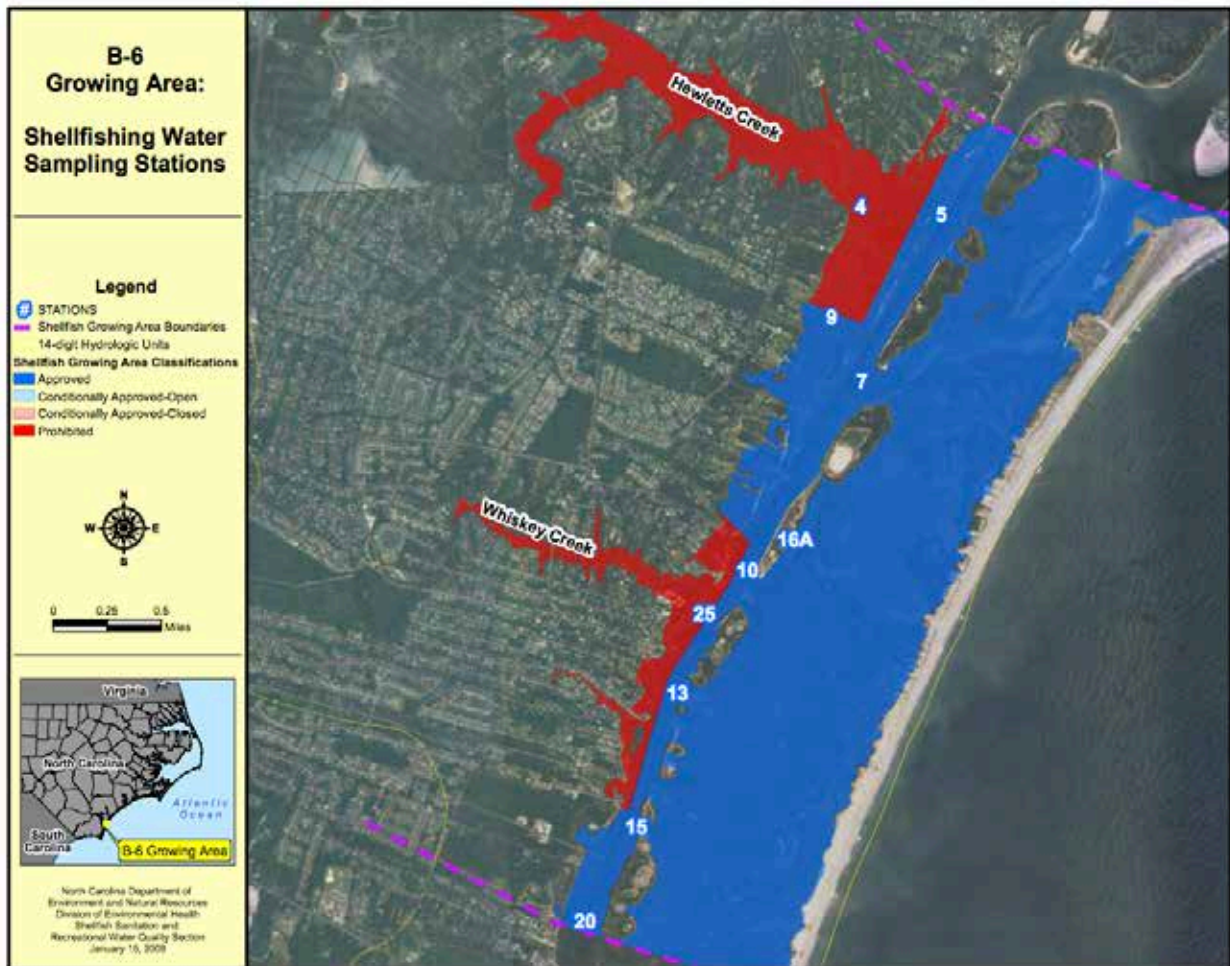 B-6
Growing Area:
Shellfishing Water
Sampling Stations
Legend
# STATIONS
Shellfish Growing Area Boundaries
14-digit Hydrologic Units
Shellfish Growing Area Classifications
Approved
Conditionally Approved-Open
Conditionally Approved-Closed
Prohibited
N
W E
S
0 0.25 0.5
Miles
Virginia
North Carolina
Atlantic
Ocean
South
Carolina
B-6 Growing Area
North Carolina Department of
Environment and Natural Resources
Division of Environmental Health
Shellfish Sanitation and
Recreational Water Quality Section
Hewletts Creek
4
5
9
7
Whiskey Creek
16A
10
25
13
15
20